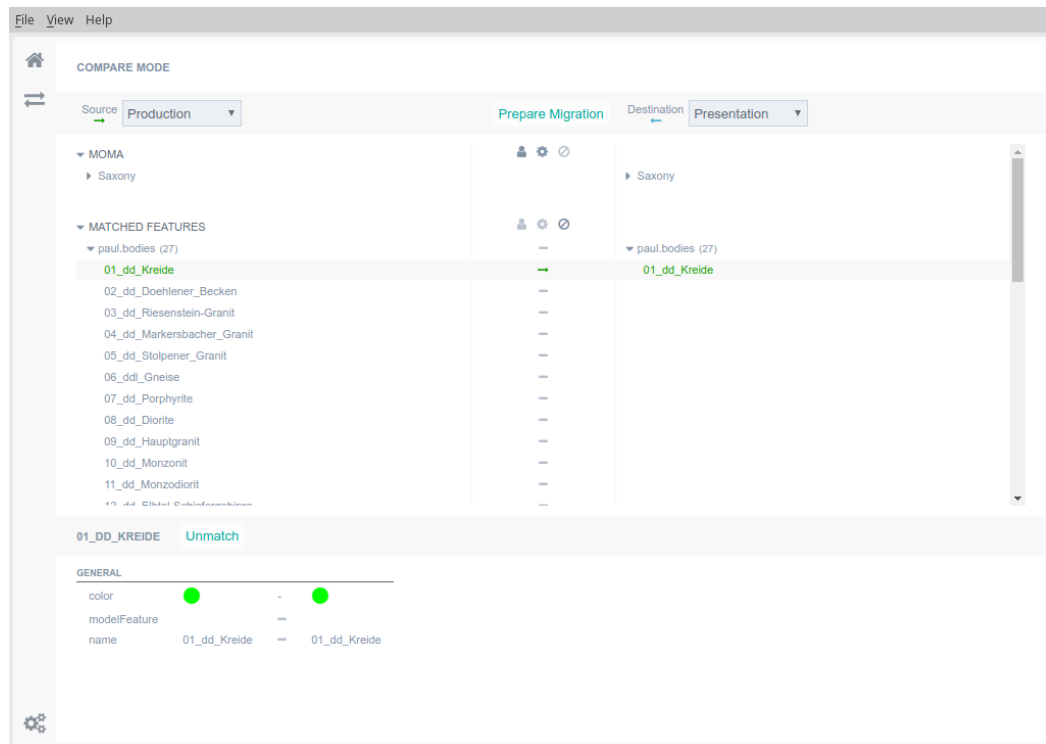 File View Help
COMPARE MODE
Source Production Prepare Migration Destination Presentation
MOMA
Saxony Saxony
MATCHED FEATURES
paul.bodies (27) paul.bodies (27)
01_dd_Kreide 01_dd_Kreide
02_dd_Doehlener_Becken
03_dd_Riesenstein-Granit
04_dd_Markersbacher_Granit
05_dd_Stolpener_Granit
06_ddl_Gneise
07_dd_Porphyrite
08_dd_Diorite
09_dd_Hauptgranit
10_dd_Monzonit
11_dd_Monzodiorit
12_dd_Elbtal-Schiefergebirge
01_DD_KREIDE Unmatch
GENERAL
color -
modelFeature
name 01_dd_Kreide 01_dd_Kreide